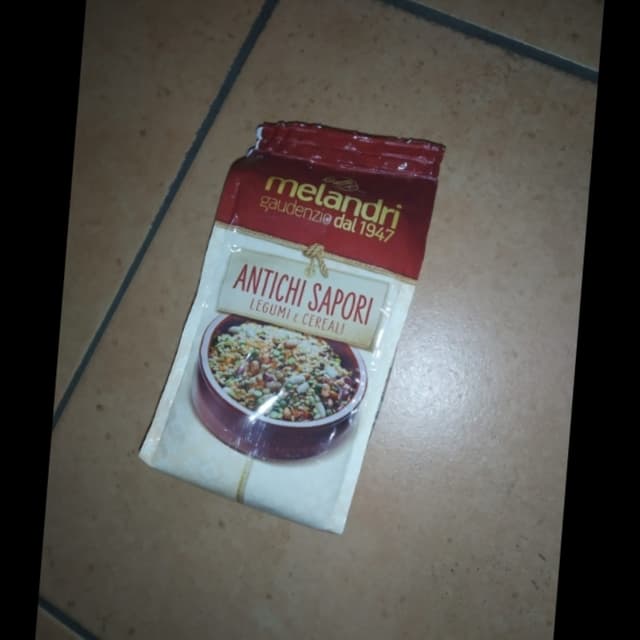 melandri
gaudenzio dal 1947
ANTICHI SAPORI
LEGUMI E CEREALI